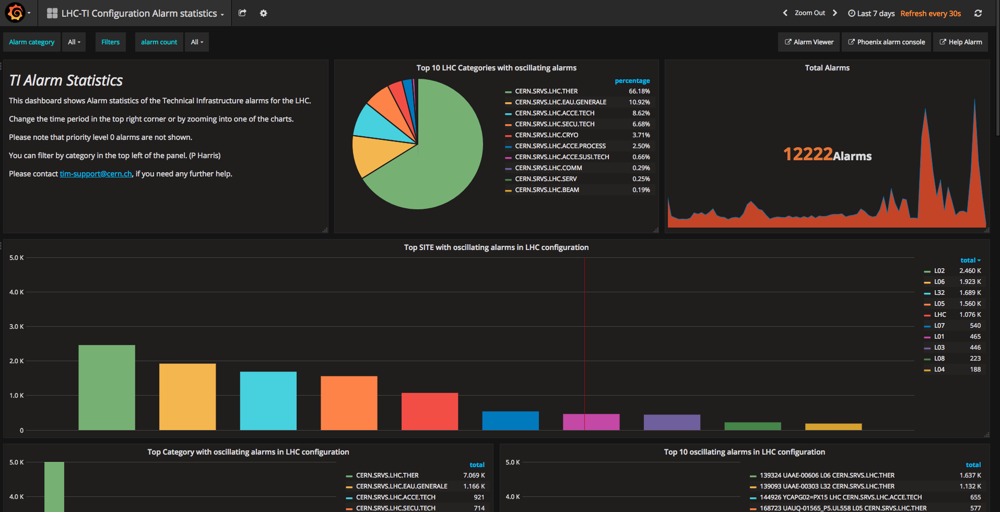 LHC-TI Configuration Alarm statistics
Zoom Out
Last 7 days
Refresh every 30s
Alarm category
All
Filters
alarm count
All
Alarm Viewer
Phoenix alarm console
Help Alarm
TI Alarm Statistics
This dashboard shows Alarm statistics of the Technical Infrastructure alarms for the LHC.
Change the time period in the top right corner or by zooming into one of the charts.
Please note that priority level 0 alarms are not shown.
You can filter by category in the top left of the panel. (P Harris)
Please contact tim-support@cern.ch, if you need any further help.
Top 10 LHC Categories with oscillating alarms
percentage
CERN.SRVS.LHC.THER 66.18%
CERN.SRVS.LHC.EAU.GENERALE 10.92%
CERN.SRVS.LHC.ACCE.TECH 8.62%
CERN.SRVS.LHC.SECU.TECH 6.68%
CERN.SRVS.LHC.CRYO 3.71%
CERN.SRVS.LHC.ACCE.PROCESS 2.50%
CERN.SRVS.LHC.ACCE.SUSI.TECH 0.66%
CERN.SRVS.LHC.COMM 0.29%
CERN.SRVS.LHC.SERV 0.25%
CERN.SRVS.LHC.BEAM 0.19%
Total Alarms
12222Alarms
Top SITE with oscillating alarms in LHC configuration
5.0 K
4.0 K
3.0 K
2.0 K
1.0 K
0
total
L02 2.460 K
L06 1.923 K
L32 1.689 K
L05 1.560 K
LHC 1.076 K
L07 540
L01 465
L03 446
L08 223
L04 188
Top Category with oscillating alarms in LHC configuration
5.0 K
4.0 K
total
CERN.SRVS.LHC.THER 7.069 K
CERN.SRVS.LHC.EAU.GENERALE 1.166 K
CERN.SRVS.LHC.ACCE.TECH 921
CERN.SRVS.LHC.SECU.TECH 714
Top 10 oscillating alarms in LHC configuration
5.0 K
4.0 K
total
139324 UAAE-00606 L06 CERN.SRVS.LHC.THER 1.637 K
139093 UAAE-00303 L32 CERN.SRVS.LHC.THER 1.132 K
144926 YCAPG02=PX15 LHC CERN.SRVS.LHC.ACCE.TECH 655
168723 UAUQ-01565_P5.UL558 L05 CERN.SRVS.LHC.THER 577